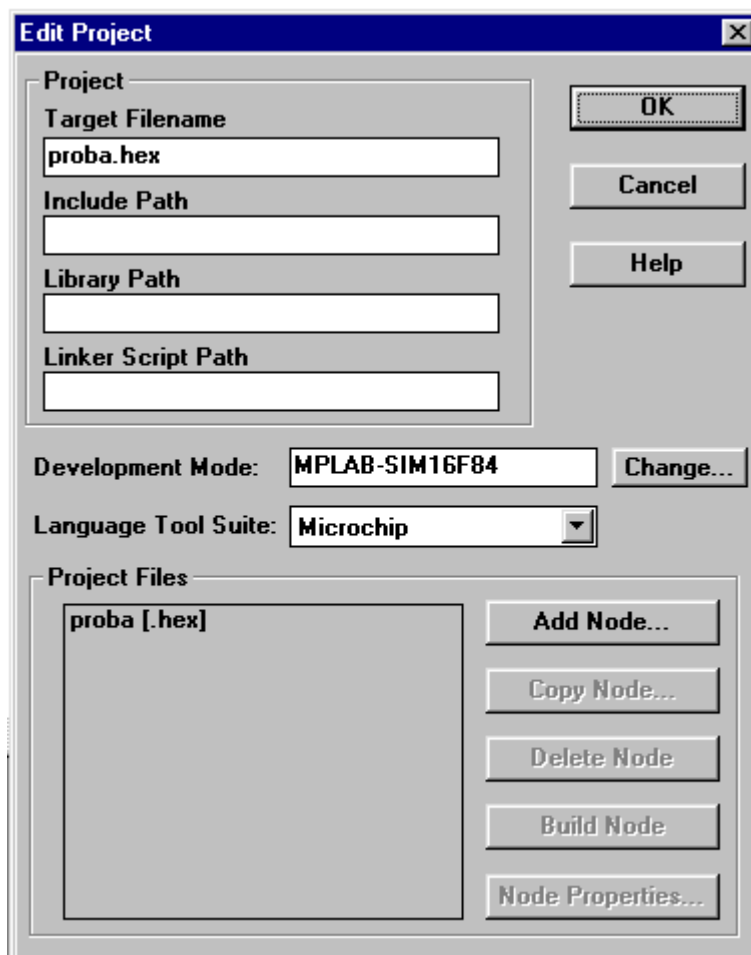 Edit Project
Project
Target Filename
proba.hex
Include Path
Library Path
Linker Script Path
OK
Cancel
Help
Development Mode: MPLAB-SIM16F84 Change...
Language Tool Suite: Microchip
Project Files
proba [.hex]
Add Node...
Copy Node...
Delete Node
Build Node
Node Properties...